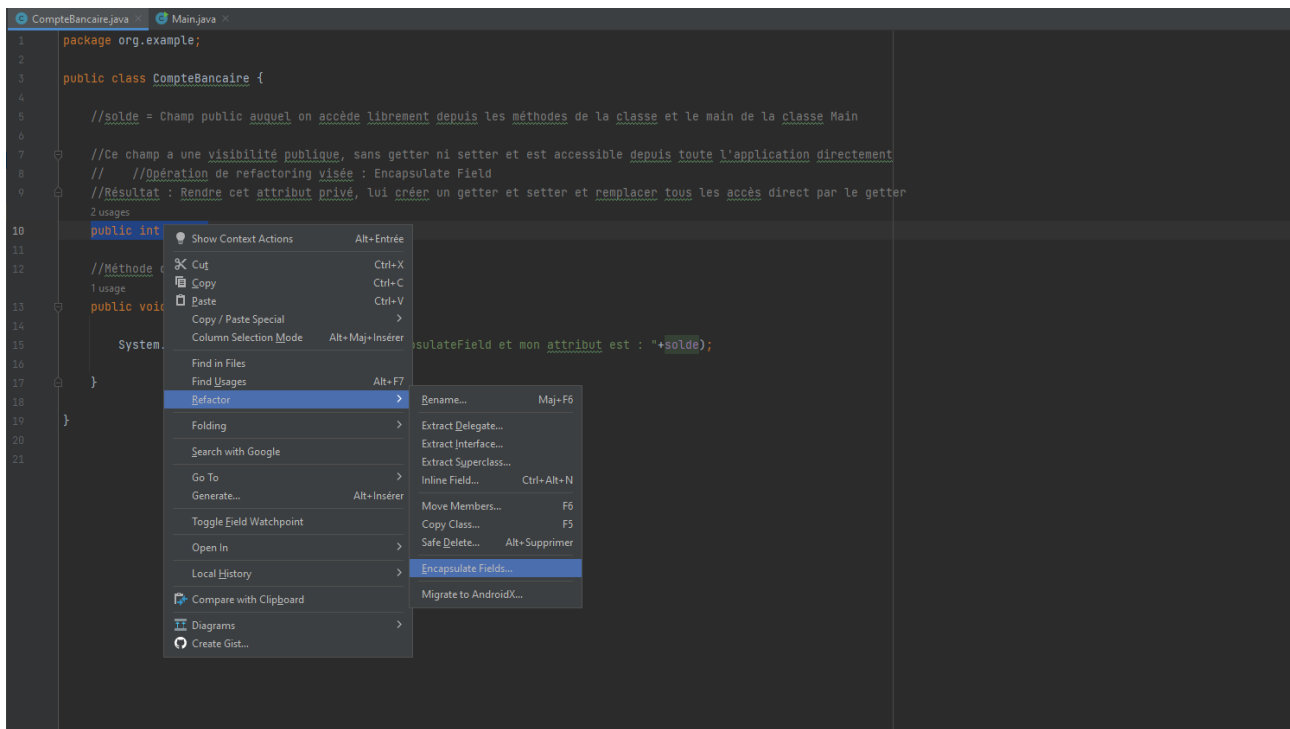 CompteBancaire.java Main.java
1 package org.example;
2
3 public class CompteBancaire {
4
5 //solde = Champ public auquel on accède librement depuis les méthodes de la classe et le main de la classe Main
6
7 //Ce champ a une visibilité publique, sans getter ni setter et est accessible depuis toute l'application directement
8 // //Opération de refactoring visée : Encapsulate Field
9 //Résultat : Rendre cet attribut privé, lui créer un getter et setter et remplacer tous les accès direct par le getter
2 usages
10 public int
11
12 //Méthode
1 usage
13 public void
14
15 System. psulateField et mon attribut est : "+solde);
16
17 }
18
19 }
20
21
Show Context Actions Alt+Entrée
Cut Ctrl+X
Copy Ctrl+C
Paste Ctrl+V
Copy / Paste Special
Column Selection Mode Alt+Maj+Insérer
Find in Files
Find Usages Alt+F7
Refactor
Folding
Search with Google
Go To
Generate... Alt+Insérer
Toggle Field Watchpoint
Open In
Local History
Compare with Clipboard
Diagrams
Create Gist...
Rename... Maj+F6
Extract Delegate...
Extract Interface...
Extract Superclass...
Inline Field... Ctrl+Alt+N
Move Members... F6
Copy Class... F5
Safe Delete... Alt+Supprimer
Encapsulate Fields...
Migrate to AndroidX...